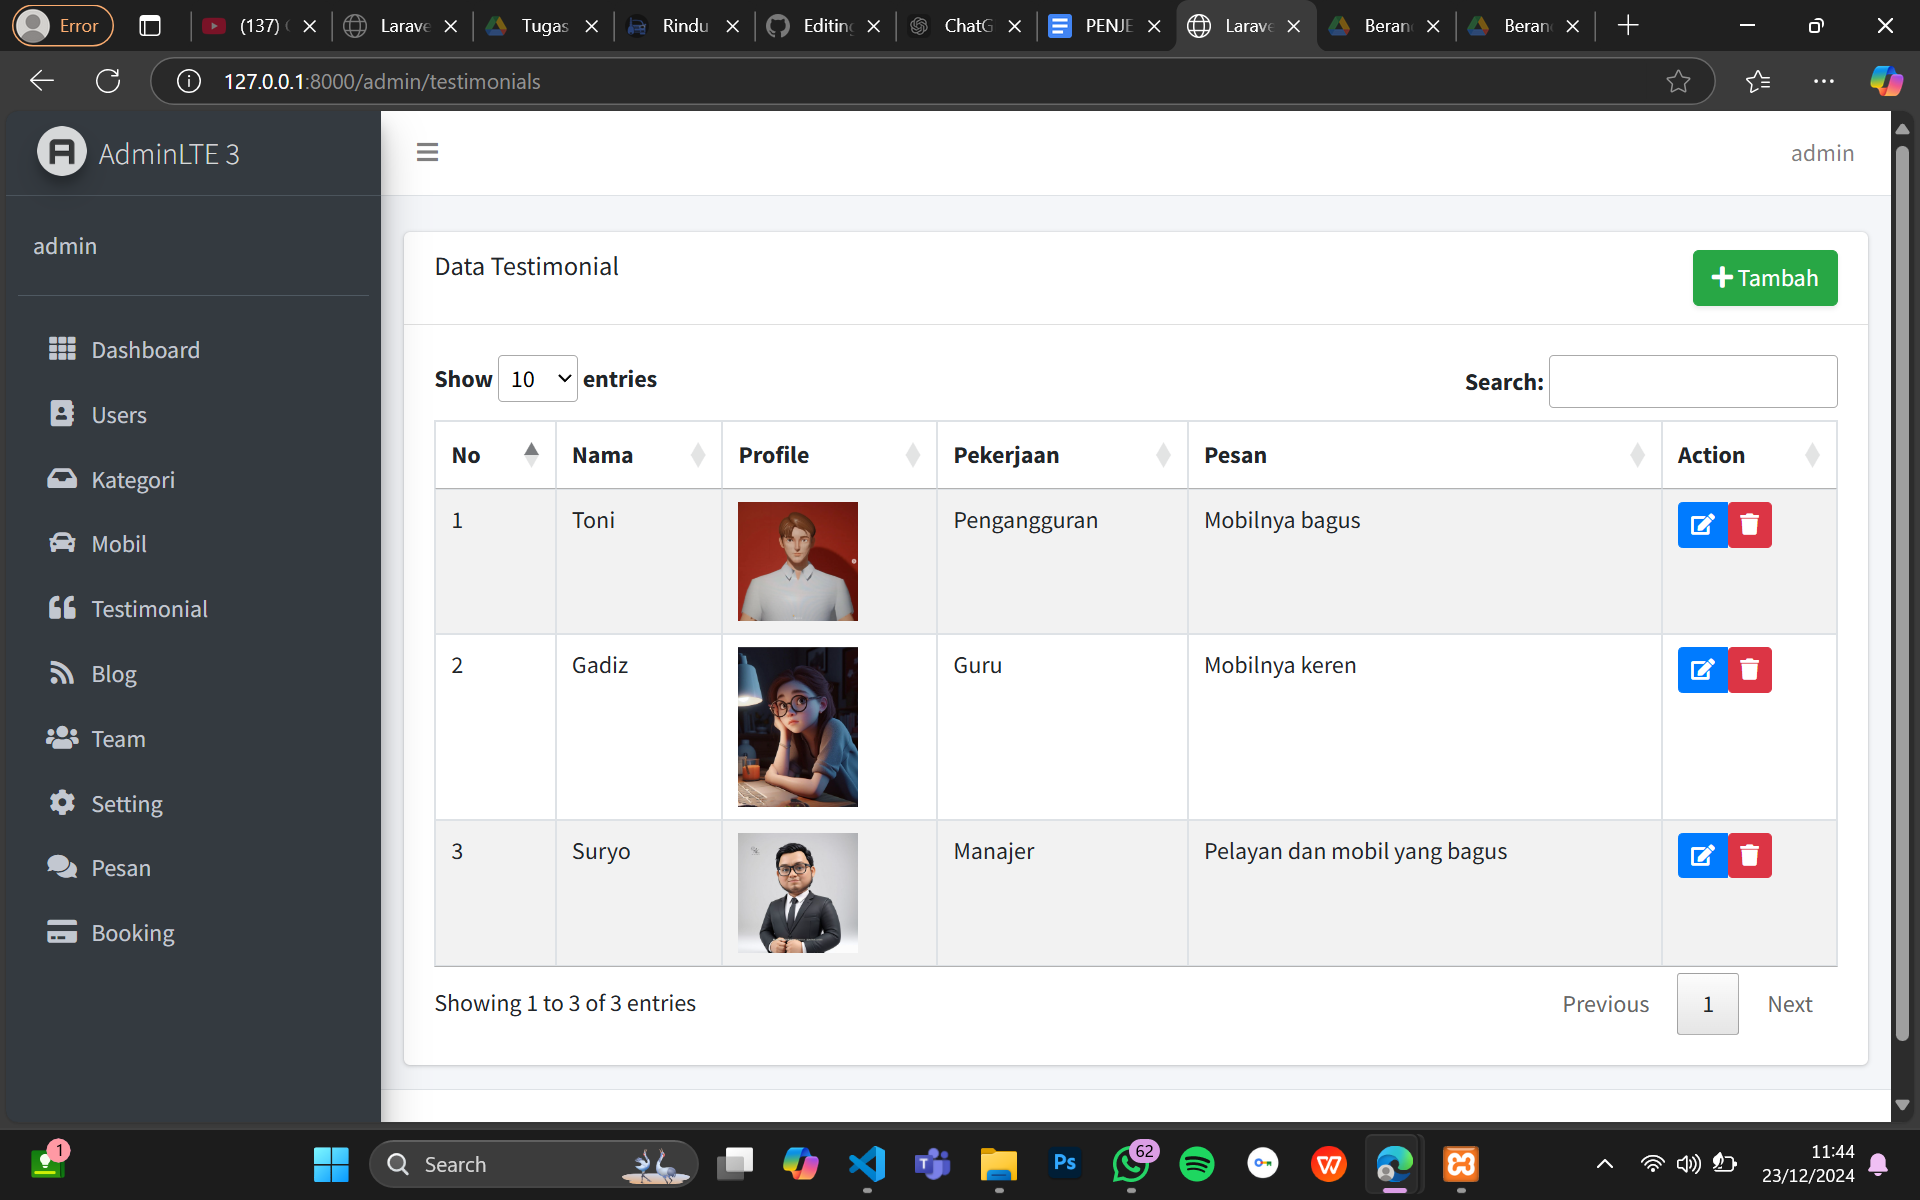 Error
(137)
Larave
Tugas
Rindu
Editing
ChatG
PENJE
Larave
Beran
Beran
127.0.0.1:8000/admin/testimonials
AdminLTE 3
admin
admin
Dashboard
Users
Kategori
Mobil
Testimonial
Blog
Team
Setting
Pesan
Booking
Data Testimonial
Tambah
Show 10 entries
Search:
No Nama Profile Pekerjaan Pesan Action
1 Toni Pengangguran Mobilnya bagus
2 Gadiz Guru Mobilnya keren
3 Suryo Manajer Pelayan dan mobil yang bagus
Showing 1 to 3 of 3 entries
Previous 1 Next
1
Search
Ps
62
11:44
23/12/2024